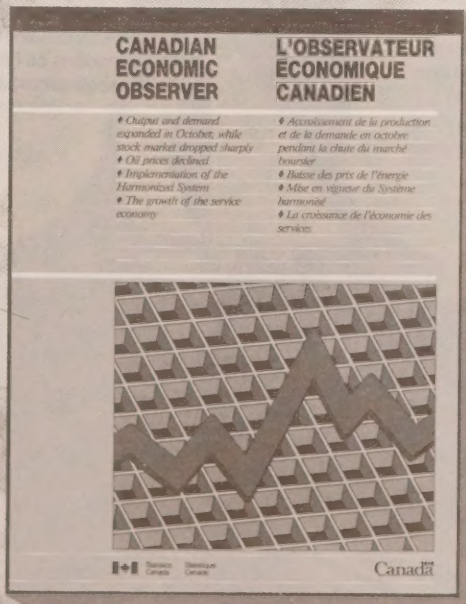 CANADIAN
ECONOMIC
OBSERVER
♦ Output and demand
expanded in October, while
stock market dropped sharply
♦ Oil prices declined
♦ Implementation of the
Harmonized System
♦ The growth of the service
economy
L'OBSERVATEUR
ÉCONOMIQUE
CANADIEN
♦ Accroissement de la production
et de la demande en octobre
pendant la chute du marché
boursier
♦ Baisse des prix de l'énergie
♦ Mise en vigueur du Système
harmonisé
♦ La croissance de l'économie des
services
Statistics
Canada
Statistique
Canada
Canada